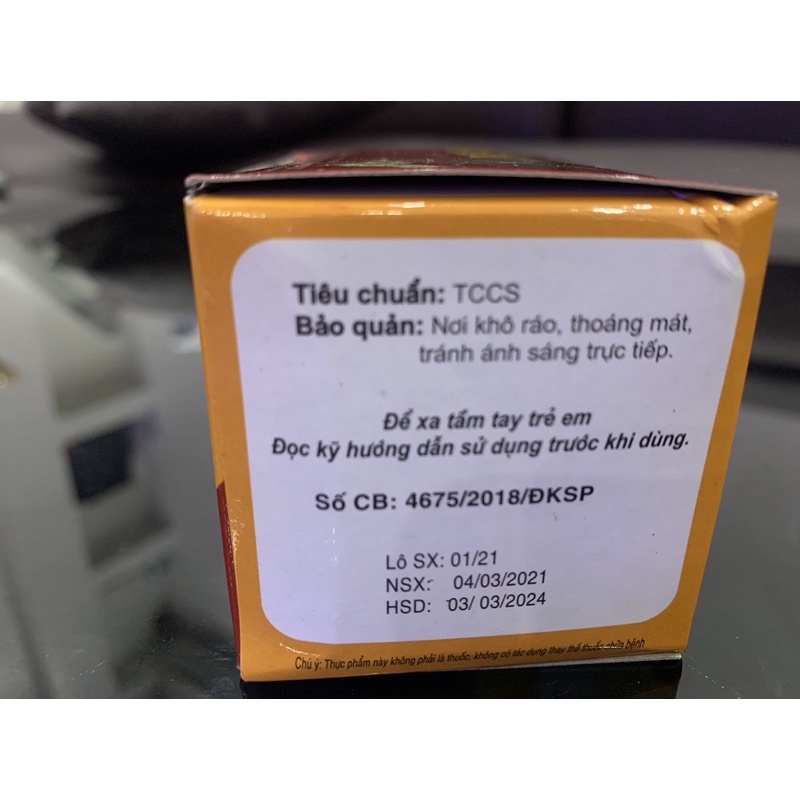 Tiêu chuẩn: TCCS
Bảo quản: Nơi khô ráo, thoáng mát,
tránh ánh sáng trực tiếp.
Để xa tầm tay trẻ em
Đọc kỹ hướng dẫn sử dụng trước khi dùng.
Số CB: 4675/2018/ĐKSP
Lô SX: 01/21
NSX: 04/03/2021
HSD: 03/ 03/2024
Chú ý: Thực phẩm này không phải là thuốc, không có tác dụng thay thế thuốc chữa bệnh